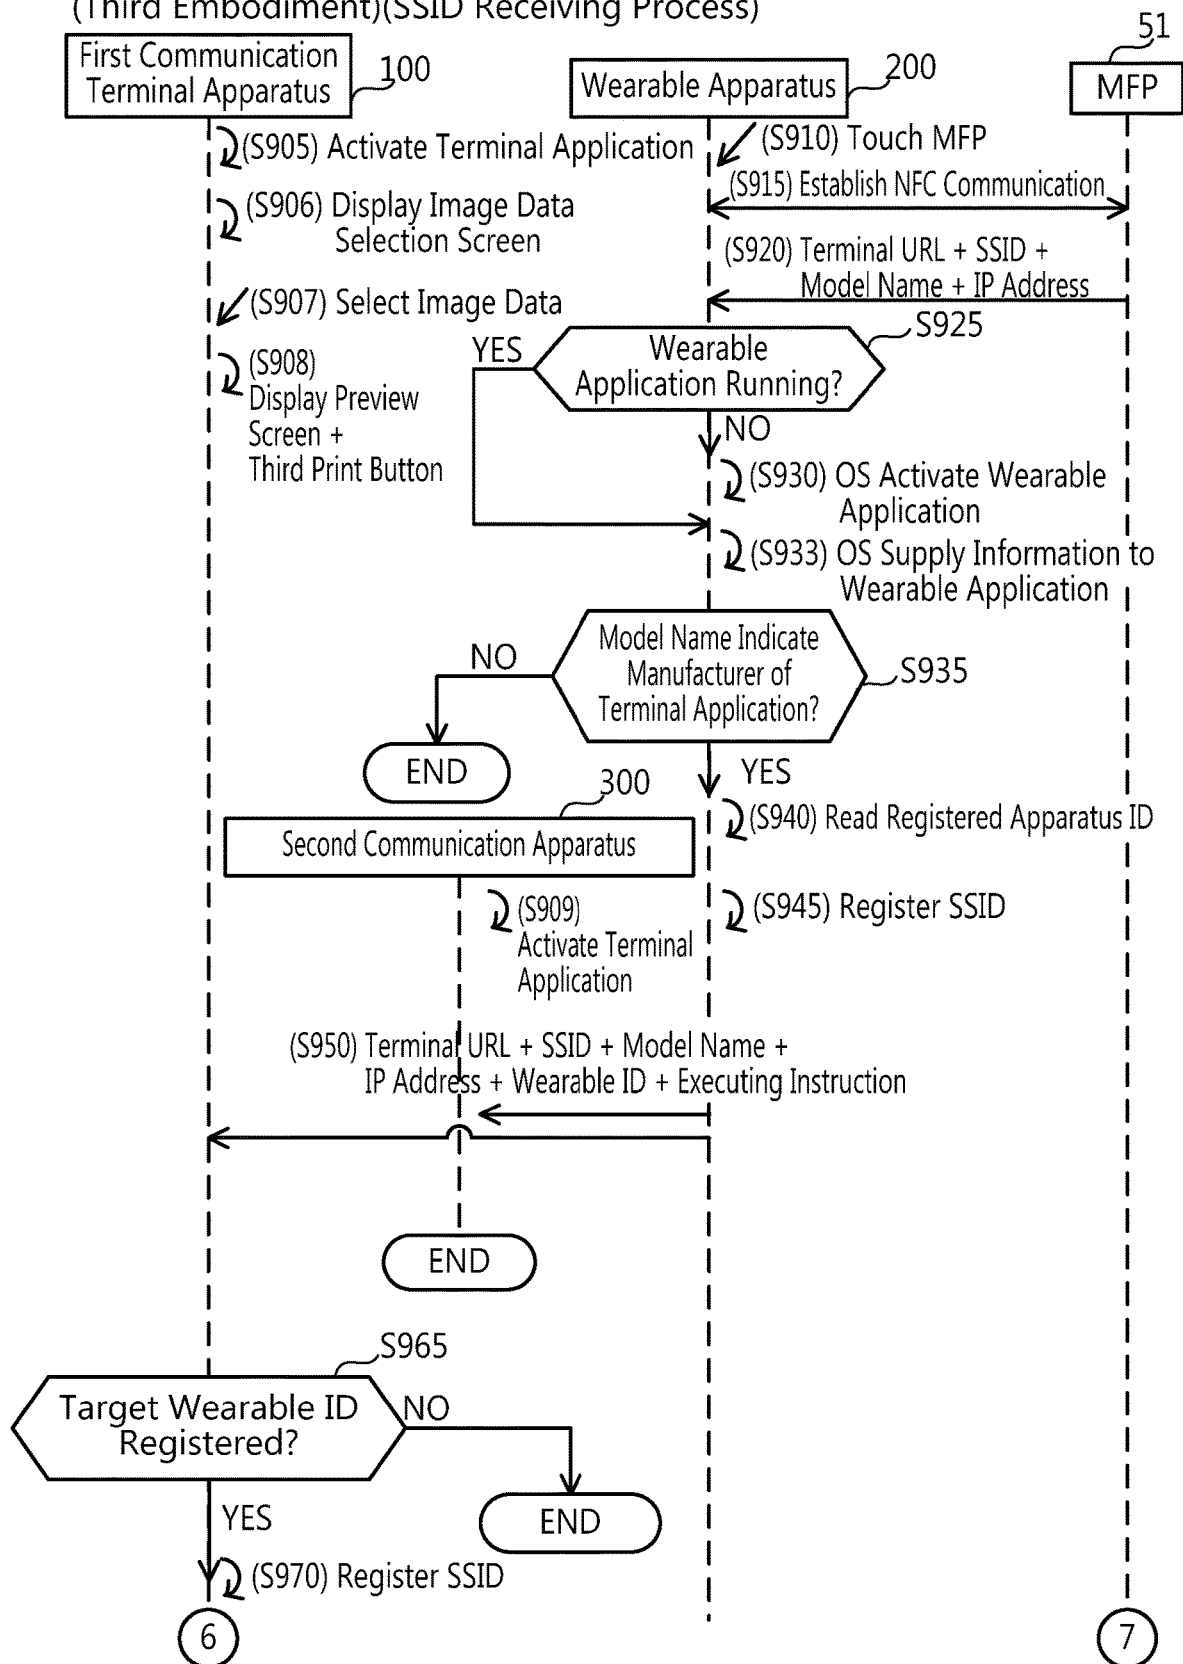 (Third Embodiment)(SSID Receiving Process)
51
First Communication
Terminal Apparatus
100
Wearable Apparatus
200
MFP
(S905) Activate Terminal Application
(S910) Touch MFP
(S915) Establish NFC Communication
(S906) Display Image Data
Selection Screen
(S920) Terminal URL + SSID +
Model Name + IP Address
(S907) Select Image Data
S925
YES
Wearable
Application Running?
(S908)
Display Preview
Screen +
Third Print Button
NO
(S930) OS Activate Wearable
Application
(S933) OS Supply Information to
Wearable Application
NO
Model Name Indicate
Manufacturer of
Terminal Application?
S935
END
YES
300
(S940) Read Registered Apparatus ID
Second Communication Apparatus
(S909)
Activate Terminal
Application
(S945) Register SSID
(S950) Terminal URL + SSID + Model Name +
IP Address + Wearable ID + Executing Instruction
END
S965
Target Wearable ID
Registered?
NO
END
YES
(S970) Register SSID
6
7